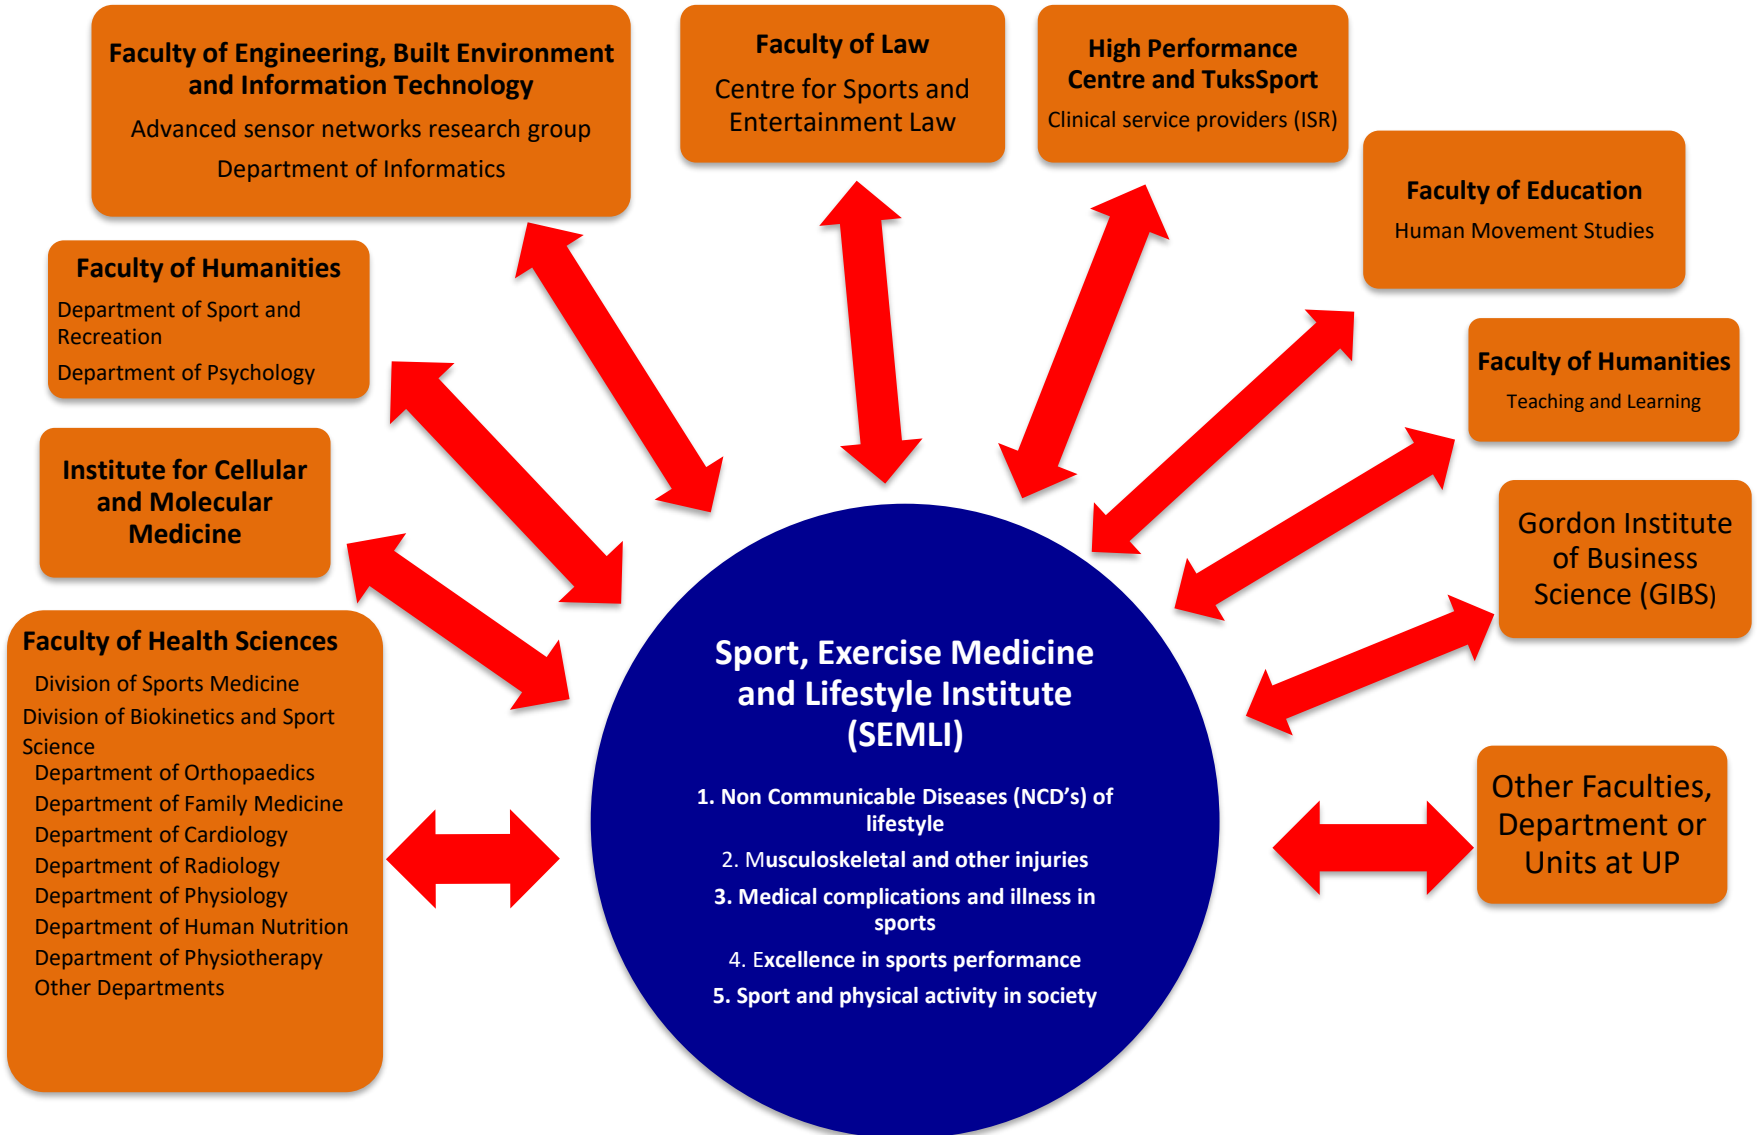 Faculty of Engineering, Built Environment
and Information Technology
Advanced sensor networks research group
Department of Informatics
Faculty of Law
Centre for Sports and
Entertainment Law
High Performance
Centre and TuksSport
Clinical service providers (ISR)
Faculty of Education
Human Movement Studies
Faculty of Humanities
Department of Sport and
Recreation
Department of Psychology
Faculty of Humanities
Teaching and Learning
Institute for Cellular
and Molecular
Medicine
Gordon Institute
of Business
Science (GIBS)
Faculty of Health Sciences
Division of Sports Medicine
Division of Biokinetics and Sport
Science
Department of Orthopaedics
Department of Family Medicine
Department of Cardiology
Department of Radiology
Department of Physiology
Department of Human Nutrition
Department of Physiotherapy
Other Departments
Sport, Exercise Medicine
and Lifestyle Institute
(SEMLI)
1. Non Communicable Diseases (NCD's) of
lifestyle
2. Musculoskeletal and other injuries
3. Medical complications and illness in
sports
4. Excellence in sports performance
5. Sport and physical activity in society
Other Faculties,
Department or
Units at UP